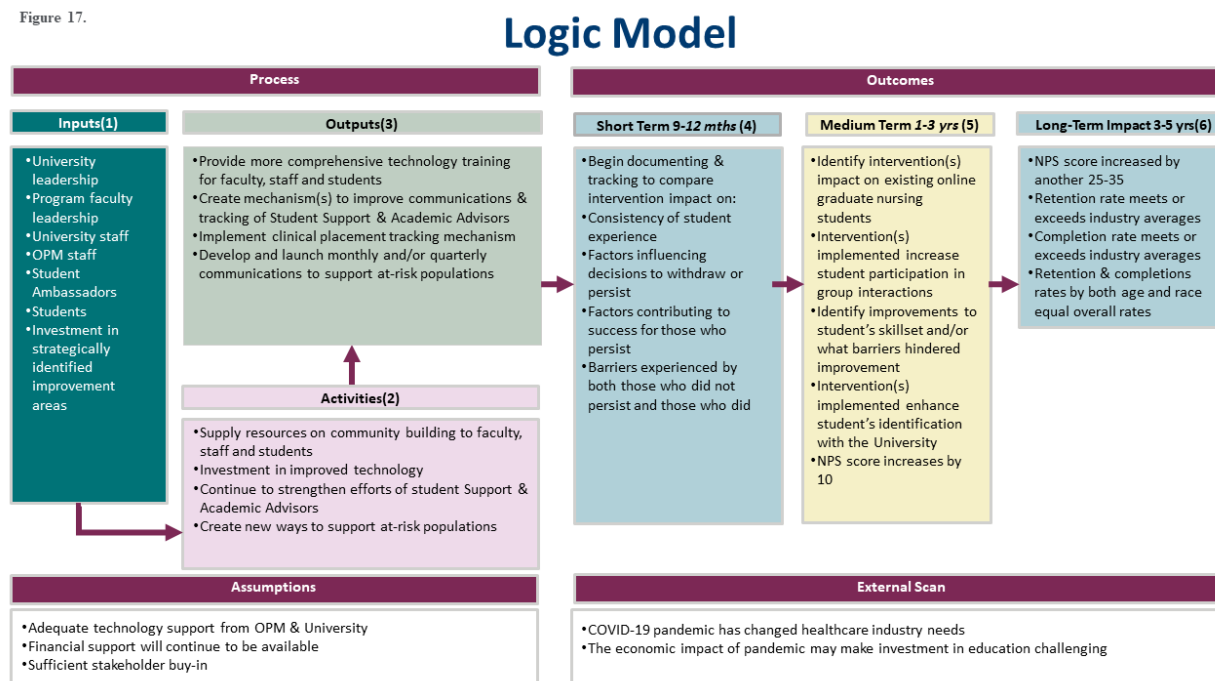 Figure 17.
Logic Model
Process
Inputs(1)
•University
leadership
•Program faculty
leadership
•University staff
•OPM staff
•Student
Ambassadors
•Students
•Investment in
strategically
identified
improvement
areas
Outputs(3)
•Provide more comprehensive technology training
for faculty, staff and students
•Create mechanism(s) to improve communications &
tracking of Student Support & Academic Advisors
•Implement clinical placement tracking mechanism
•Develop and launch monthly and/or quarterly
communications to support at-risk populations
Activities(2)
•Supply resources on community building to faculty,
staff and students
•Investment in improved technology
•Continue to strengthen efforts of student Support &
Academic Advisors
•Create new ways to support at-risk populations
Outcomes
Short Term 9-12 mths (4)
•Begin documenting &
tracking to compare
intervention impact on:
•Consistency of student
experience
•Factors influencing
decisions to withdraw or
persist
•Factors contributing to
success for those who
persist
•Barriers experienced by
both those who did not
persist and those who did
Medium Term 1-3 yrs (5)
•Identify intervention(s)
impact on existing online
graduate nursing
students
•Intervention(s)
implemented increase
student participation in
group interactions
•Identify improvements to
student's skillset and/or
what barriers hindered
improvement
•Intervention(s)
implemented enhance
student's identification
with the University
•NPS score increases by
10
Long-Term Impact 3-5 yrs(6)
•NPS score increased by
another 25-35
•Retention rate meets or
exceeds industry averages
•Completion rate meets or
exceeds industry averages
•Retention & completions
rates by both age and race
equal overall rates
Assumptions
•Adequate technology support from OPM & University
•Financial support will continue to be available
•Sufficient stakeholder buy-in
External Scan
•COVID-19 pandemic has changed healthcare industry needs
•The economic impact of pandemic may make investment in education challenging